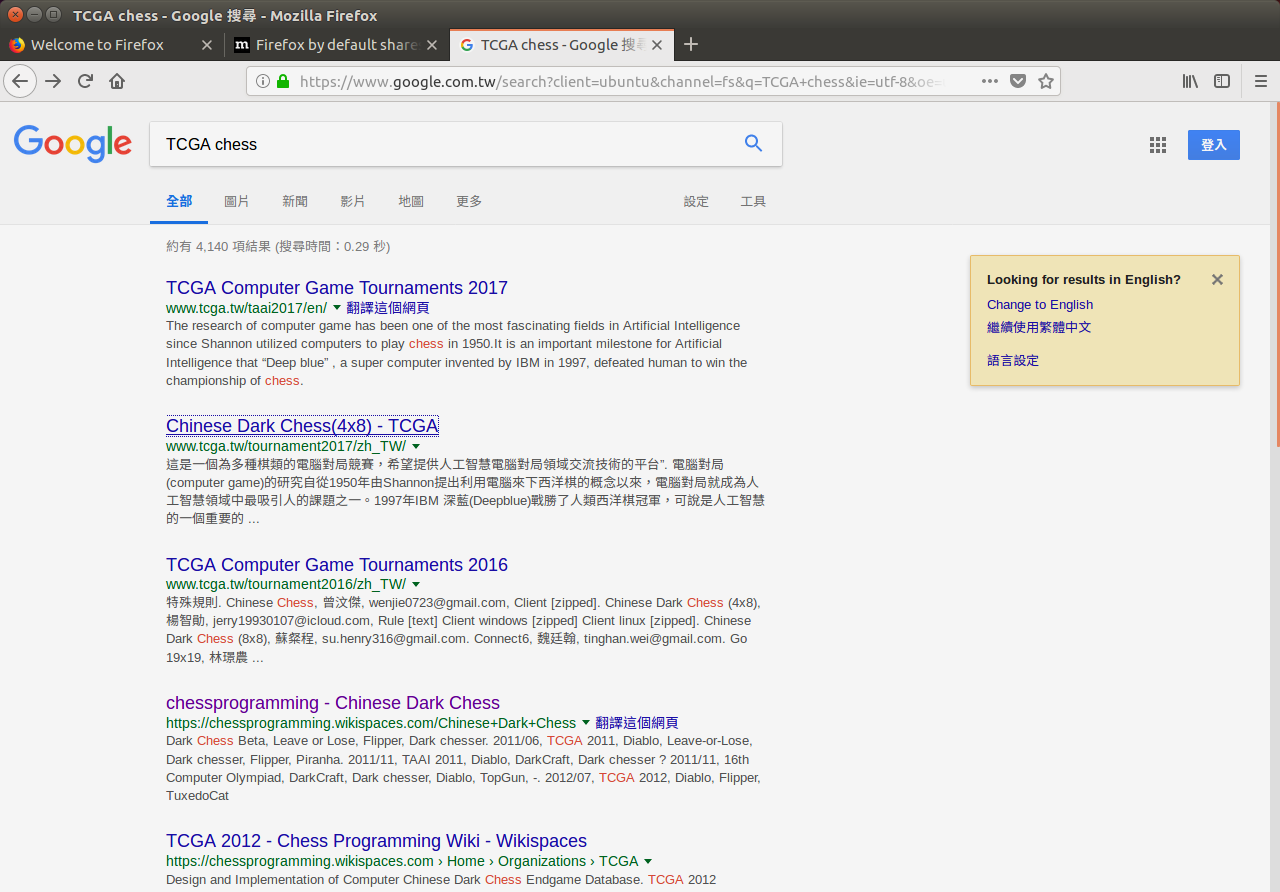 TCGA chess - Google 搜尋 - Mozilla Firefox
Welcome to Firefox
Firefox by default share
TCGA chess - Google 搜尋
https://www.google.com.tw/search?client=ubuntu&channel=fs&q=TCGA+chess&ie=utf-8&oe=
Google
TCGA chess
登入
全部 圖片 新聞 影片 地圖 更多 設定 工具
約有 4,140 項結果 (搜尋時間：0.29 秒)
TCGA Computer Game Tournaments 2017
www.tcga.tw/taai2017/en/ 翻譯這個網頁
The research of computer game has been one of the most fascinating fields in Artificial Intelligence
since Shannon utilized computers to play chess in 1950.It is an important milestone for Artificial
Intelligence that “Deep blue” , a super computer invented by IBM in 1997, defeated human to win the
championship of chess.
Chinese Dark Chess(4x8) - TCGA
www.tcga.tw/tournament2017/zh_TW/
這是一個為多種棋類的電腦對局競賽，希望提供人工智慧電腦對局領域交流技術的平台”. 電腦對局
(computer game)的研究自從1950年由Shannon提出利用電腦來下西洋棋的概念以來，電腦對局就成為人
工智慧領域中最吸引人的課題之一。1997年IBM 深藍(Deepblue)戰勝了人類西洋棋冠軍，可說是人工智慧
的一個重要的 ...
TCGA Computer Game Tournaments 2016
www.tcga.tw/tournament2016/zh_TW/
特殊規則. Chinese Chess, 曾汶傑, wenjie0723@gmail.com, Client [zipped]. Chinese Dark Chess (4x8),
楊智勛, jerry19930107@icloud.com, Rule [text] Client windows [zipped] Client linux [zipped]. Chinese
Dark Chess (8x8), 蘇粲程, su.henry316@gmail.com. Connect6, 魏廷翰, tinghan.wei@gmail.com. Go
19x19, 林璟農 ...
chessprogramming - Chinese Dark Chess
https://chessprogramming.wikispaces.com/Chinese+Dark+Chess 翻譯這個網頁
Dark Chess Beta, Leave or Lose, Flipper, Dark chesser. 2011/06, TCGA 2011, Diablo, Leave-or-Lose,
Dark chesser, Flipper, Piranha. 2011/11, TAAI 2011, Diablo, DarkCraft, Dark chesser ? 2011/11, 16th
Computer Olympiad, DarkCraft, Dark chesser, Diablo, TopGun, -. 2012/07, TCGA 2012, Diablo, Flipper,
TuxedoCat
TCGA 2012 - Chess Programming Wiki - Wikispaces
https://chessprogramming.wikispaces.com › Home › Organizations › TCGA
Design and Implementation of Computer Chinese Dark Chess Endgame Database. TCGA 2012
Looking for results in English?
Change to English
繼續使用繁體中文
語言設定